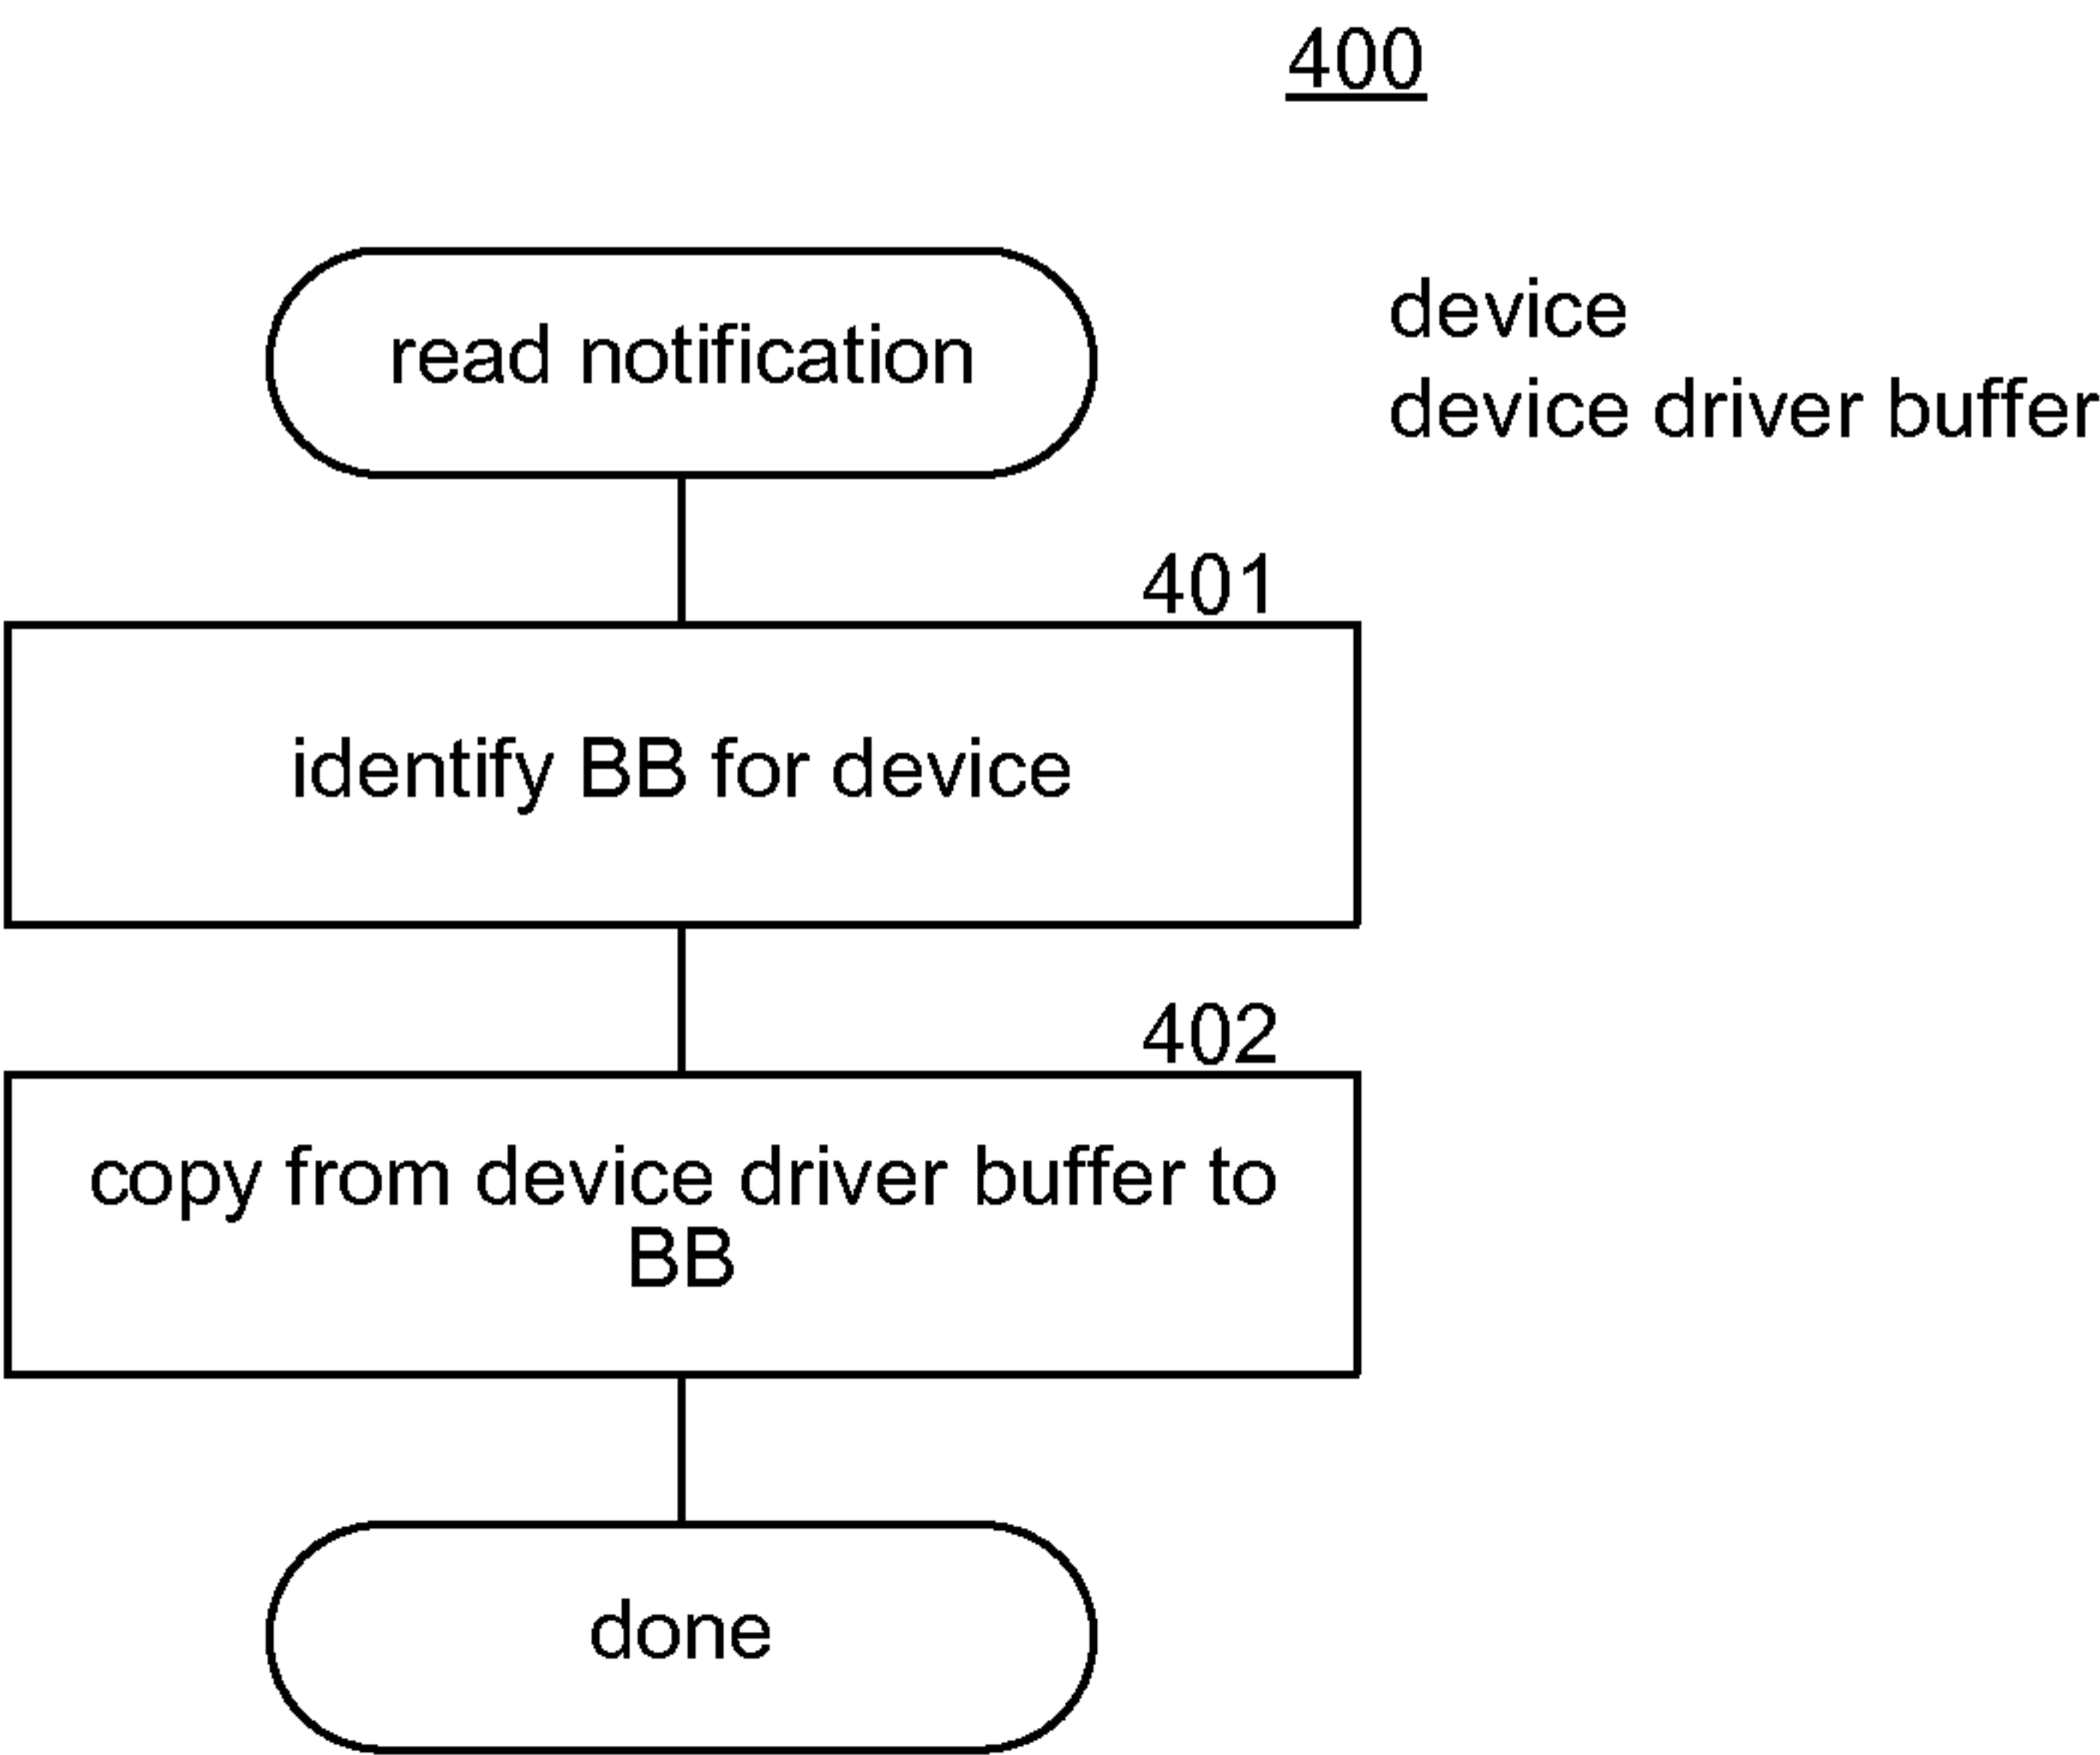 400
read notification
device
device driver buffer
401
identify BB for device
402
copy from device driver buffer to
BB
done